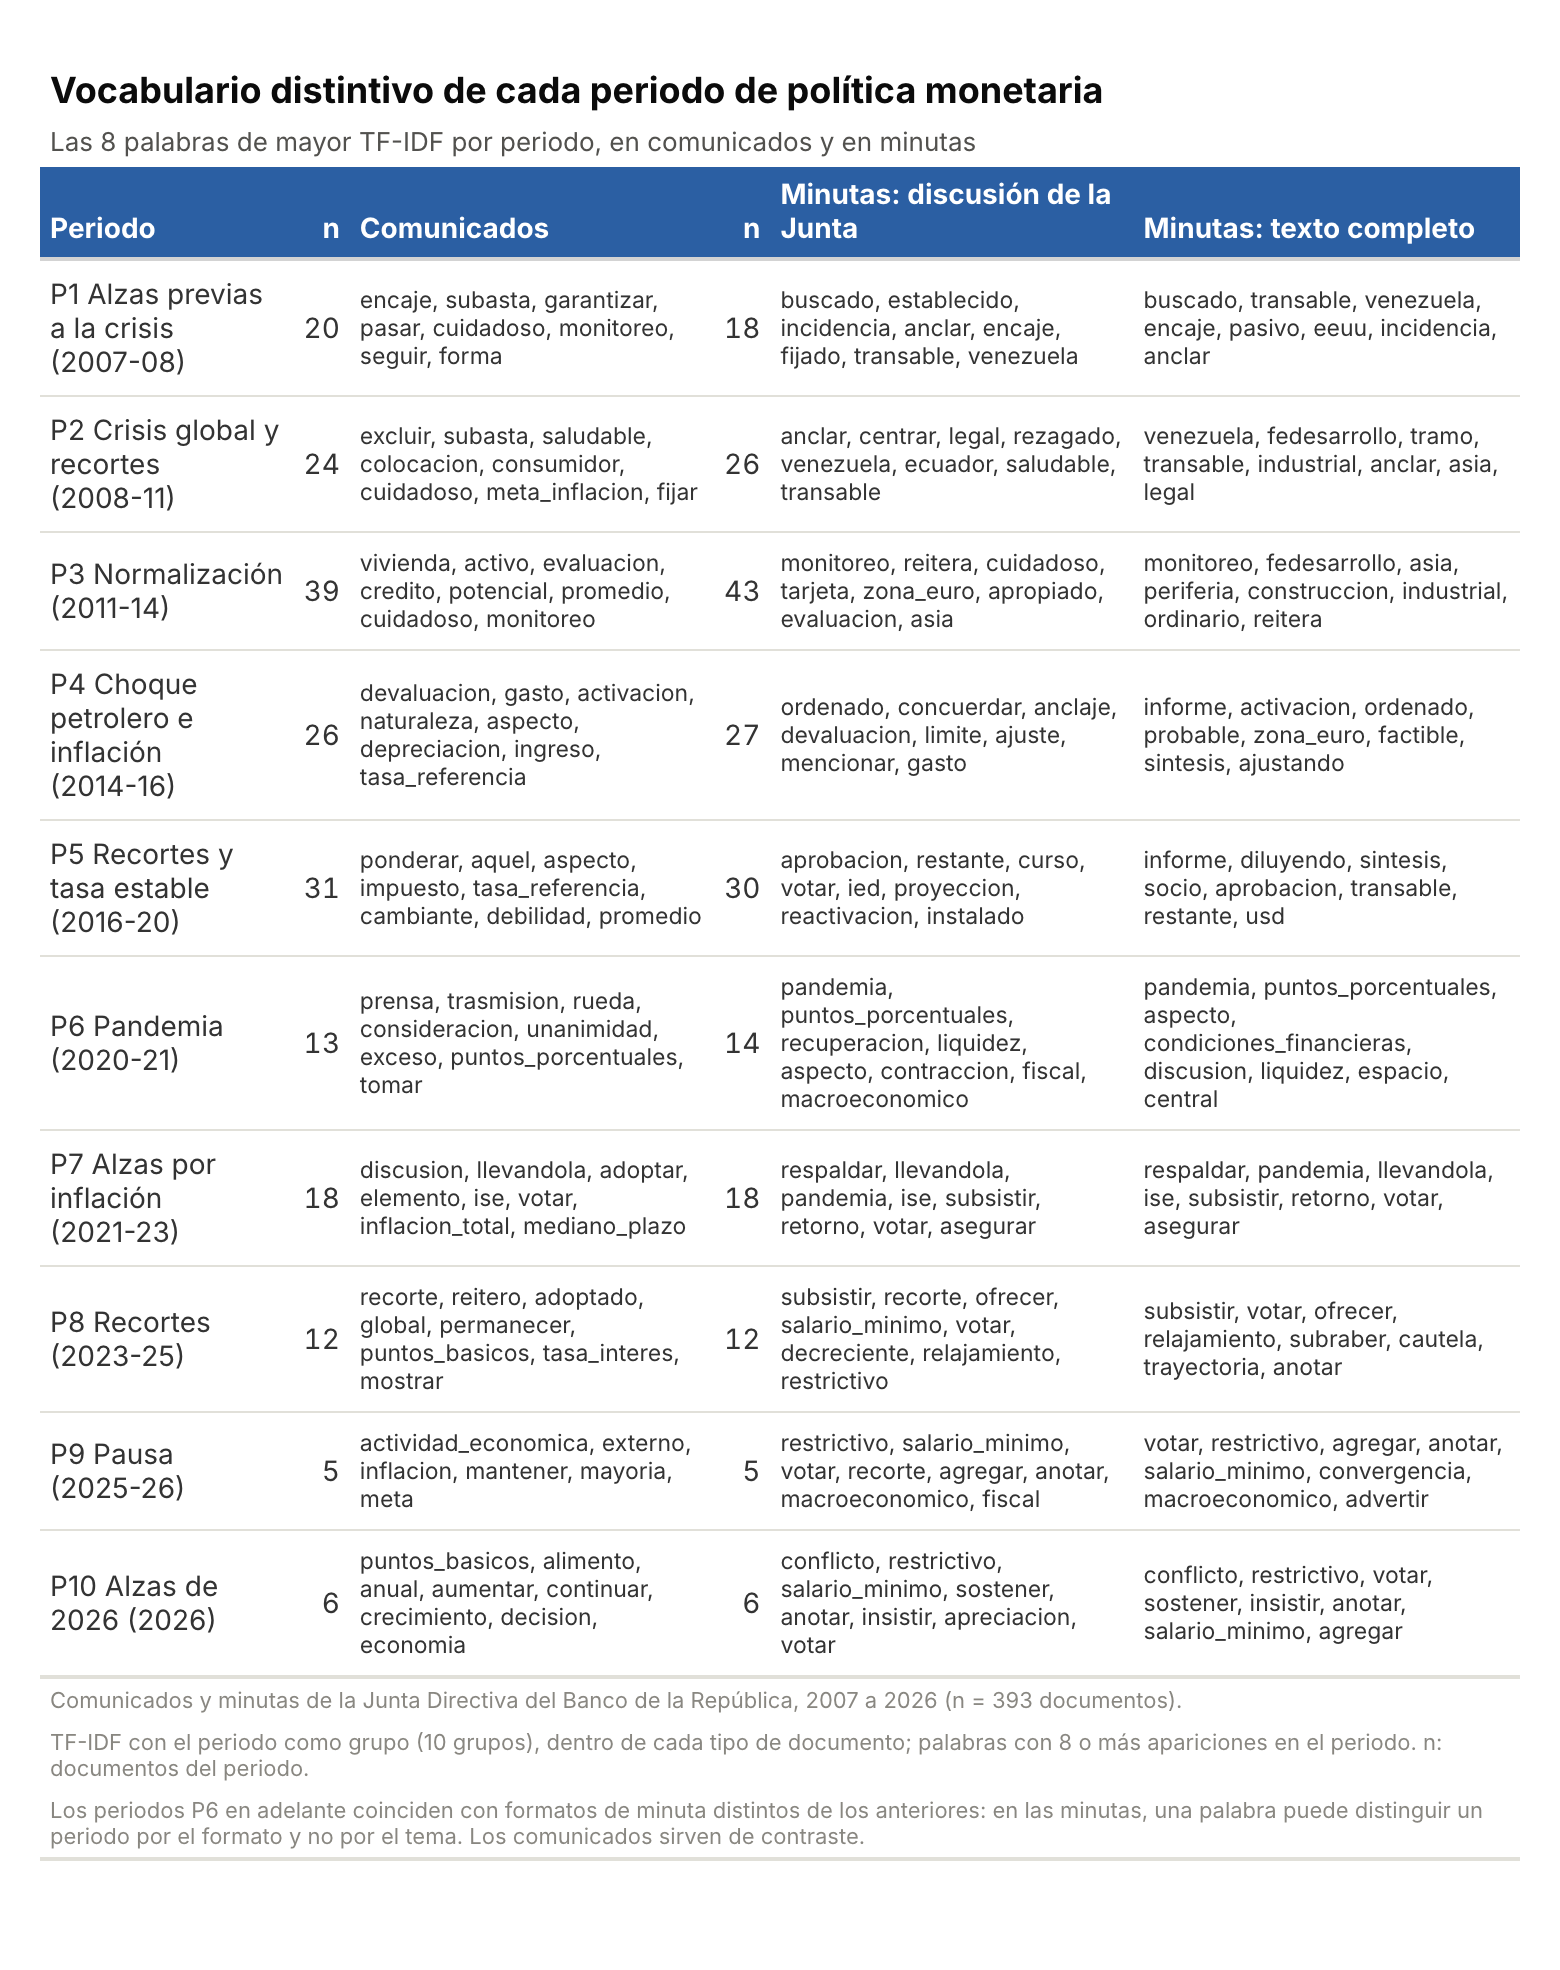 Vocabulario distintivo de cada periodo de política monetaria
Las 8 palabras de mayor TF-IDF por periodo, en comunicados y en minutas
Periodo n Comunicados n Minutas: discusión de la Junta Minutas: texto completo
P1 Alzas previas a la crisis (2007-08) 20 encaje, subasta, garantizar, pasar, cuidadoso, monitoreo, seguir, forma 18 buscado, establecido, incidencia, anclar, encaje, fijado, transable, venezuela buscado, transable, venezuela, encaje, pasivo, eeuu, incidencia, anclar
P2 Crisis global y recortes (2008-11) 24 excluir, subasta, saludable, colocacion, consumidor, cuidadoso, meta_inflacion, fijar 26 anclar, centrar, legal, rezagado, venezuela, ecuador, saludable, transable venezuela, fedesarrollo, tramo, transable, industrial, anclar, asia, legal
P3 Normalización (2011-14) 39 vivienda, activo, evaluacion, credito, potencial, promedio, cuidadoso, monitoreo 43 monitoreo, reitera, cuidadoso, tarjeta, zona_euro, apropiado, evaluacion, asia monitoreo, fedesarrollo, asia, periferia, construccion, industrial, ordinario, reitera
P4 Choque petrolero e inflación (2014-16) 26 devaluacion, gasto, activacion, naturaleza, aspecto, depreciacion, ingreso, tasa_referencia 27 ordenado, concuerdar, anclaje, devaluacion, limite, ajuste, mencionar, gasto informe, activacion, ordenado, probable, zona_euro, factible, sintesis, ajustando
P5 Recortes y tasa estable (2016-20) 31 ponderar, aquel, aspecto, impuesto, tasa_referencia, cambiante, debilidad, promedio 30 aprobacion, restante, curso, votar, ied, proyeccion, reactivacion, instalado informe, diluyendo, sintesis, socio, aprobacion, transable, restante, usd
P6 Pandemia (2020-21) 13 prensa, trasmision, rueda, consideracion, unanimidad, exceso, puntos_porcentuales, tomar 14 pandemia, puntos_porcentuales, recuperacion, liquidez, aspecto, contraccion, fiscal, macroeconomico pandemia, puntos_porcentuales, aspecto, condiciones_financieras, discusion, liquidez, espacio, central
P7 Alzas por inflación (2021-23) 18 discusion, llevandola, adoptar, elemento, ise, votar, inflacion_total, mediano_plazo 18 respaldar, llevandola, pandemia, ise, subsistir, retorno, votar, asegurar respaldar, pandemia, llevandola, ise, subsistir, retorno, votar, asegurar
P8 Recortes (2023-25) 12 recorte, reitero, adoptado, global, permanecer, puntos_basicos, tasa_interes, mostrar 12 subsistir, recorte, ofrecer, salario_minimo, votar, decreciente, relajamiento, restrictivo subsistir, votar, ofrecer, relajamiento, subraber, cautela, trayectoria, anotar
P9 Pausa (2025-26) 5 actividad_economica, externo, inflacion, mantener, mayoria, meta 5 restrictivo, salario_minimo, votar, recorte, agregar, anotar, macroeconomico, fiscal votar, restrictivo, agregar, anotar, salario_minimo, convergencia, macroeconomico, advertir
P10 Alzas de 2026 (2026) 6 puntos_basicos, alimento, anual, aumentar, continuar, crecimiento, decision, economia 6 conflicto, restrictivo, salario_minimo, sostener, anotar, insistir, apreciacion, votar conflicto, restrictivo, votar, sostener, insistir, anotar, salario_minimo, agregar
Comunicados y minutas de la Junta Directiva del Banco de la República, 2007 a 2026 (n = 393 documentos).
TF-IDF con el periodo como grupo (10 grupos), dentro de cada tipo de documento; palabras con 8 o más apariciones en el periodo. n:
documentos del periodo.
Los periodos P6 en adelante coinciden con formatos de minuta distintos de los anteriores: en las minutas, una palabra puede distinguir un
periodo por el formato y no por el tema. Los comunicados sirven de contraste.